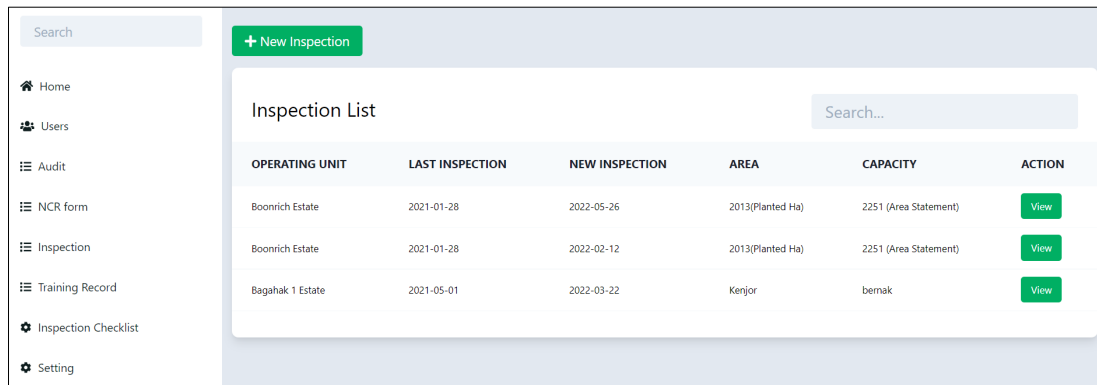 Search
Home
Users
Audit
NCR form
Inspection
Training Record
Inspection Checklist
Setting
New Inspection
Inspection List
Search...
OPERATING UNIT LAST INSPECTION NEW INSPECTION AREA CAPACITY ACTION
Boonrich Estate 2021-01-28 2022-05-26 2013(Planted Ha) 2251 (Area Statement) View
Boonrich Estate 2021-01-28 2022-02-12 2013(Planted Ha) 2251 (Area Statement) View
Bagahak 1 Estate 2021-05-01 2022-03-22 Kenjor bernak View